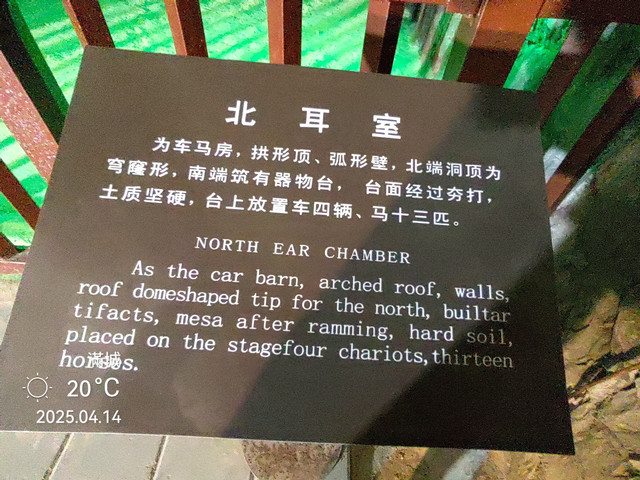 北 耳 室
为车马房，拱形顶、弧形壁，北端洞顶为
穹窿形，南端筑有器物台， 台面经过夯打，
土质坚硬，台上放置车四辆、马十三匹。
NORTH EAR CHAMBER
As the car barn, arched roof, walls,
roof domeshaped tip for the north, builtar
tifacts, mesa after ramming, hard soil,
placed on the stagefour chariots,thirteen
horses.
满城
20°C
2025.04.14